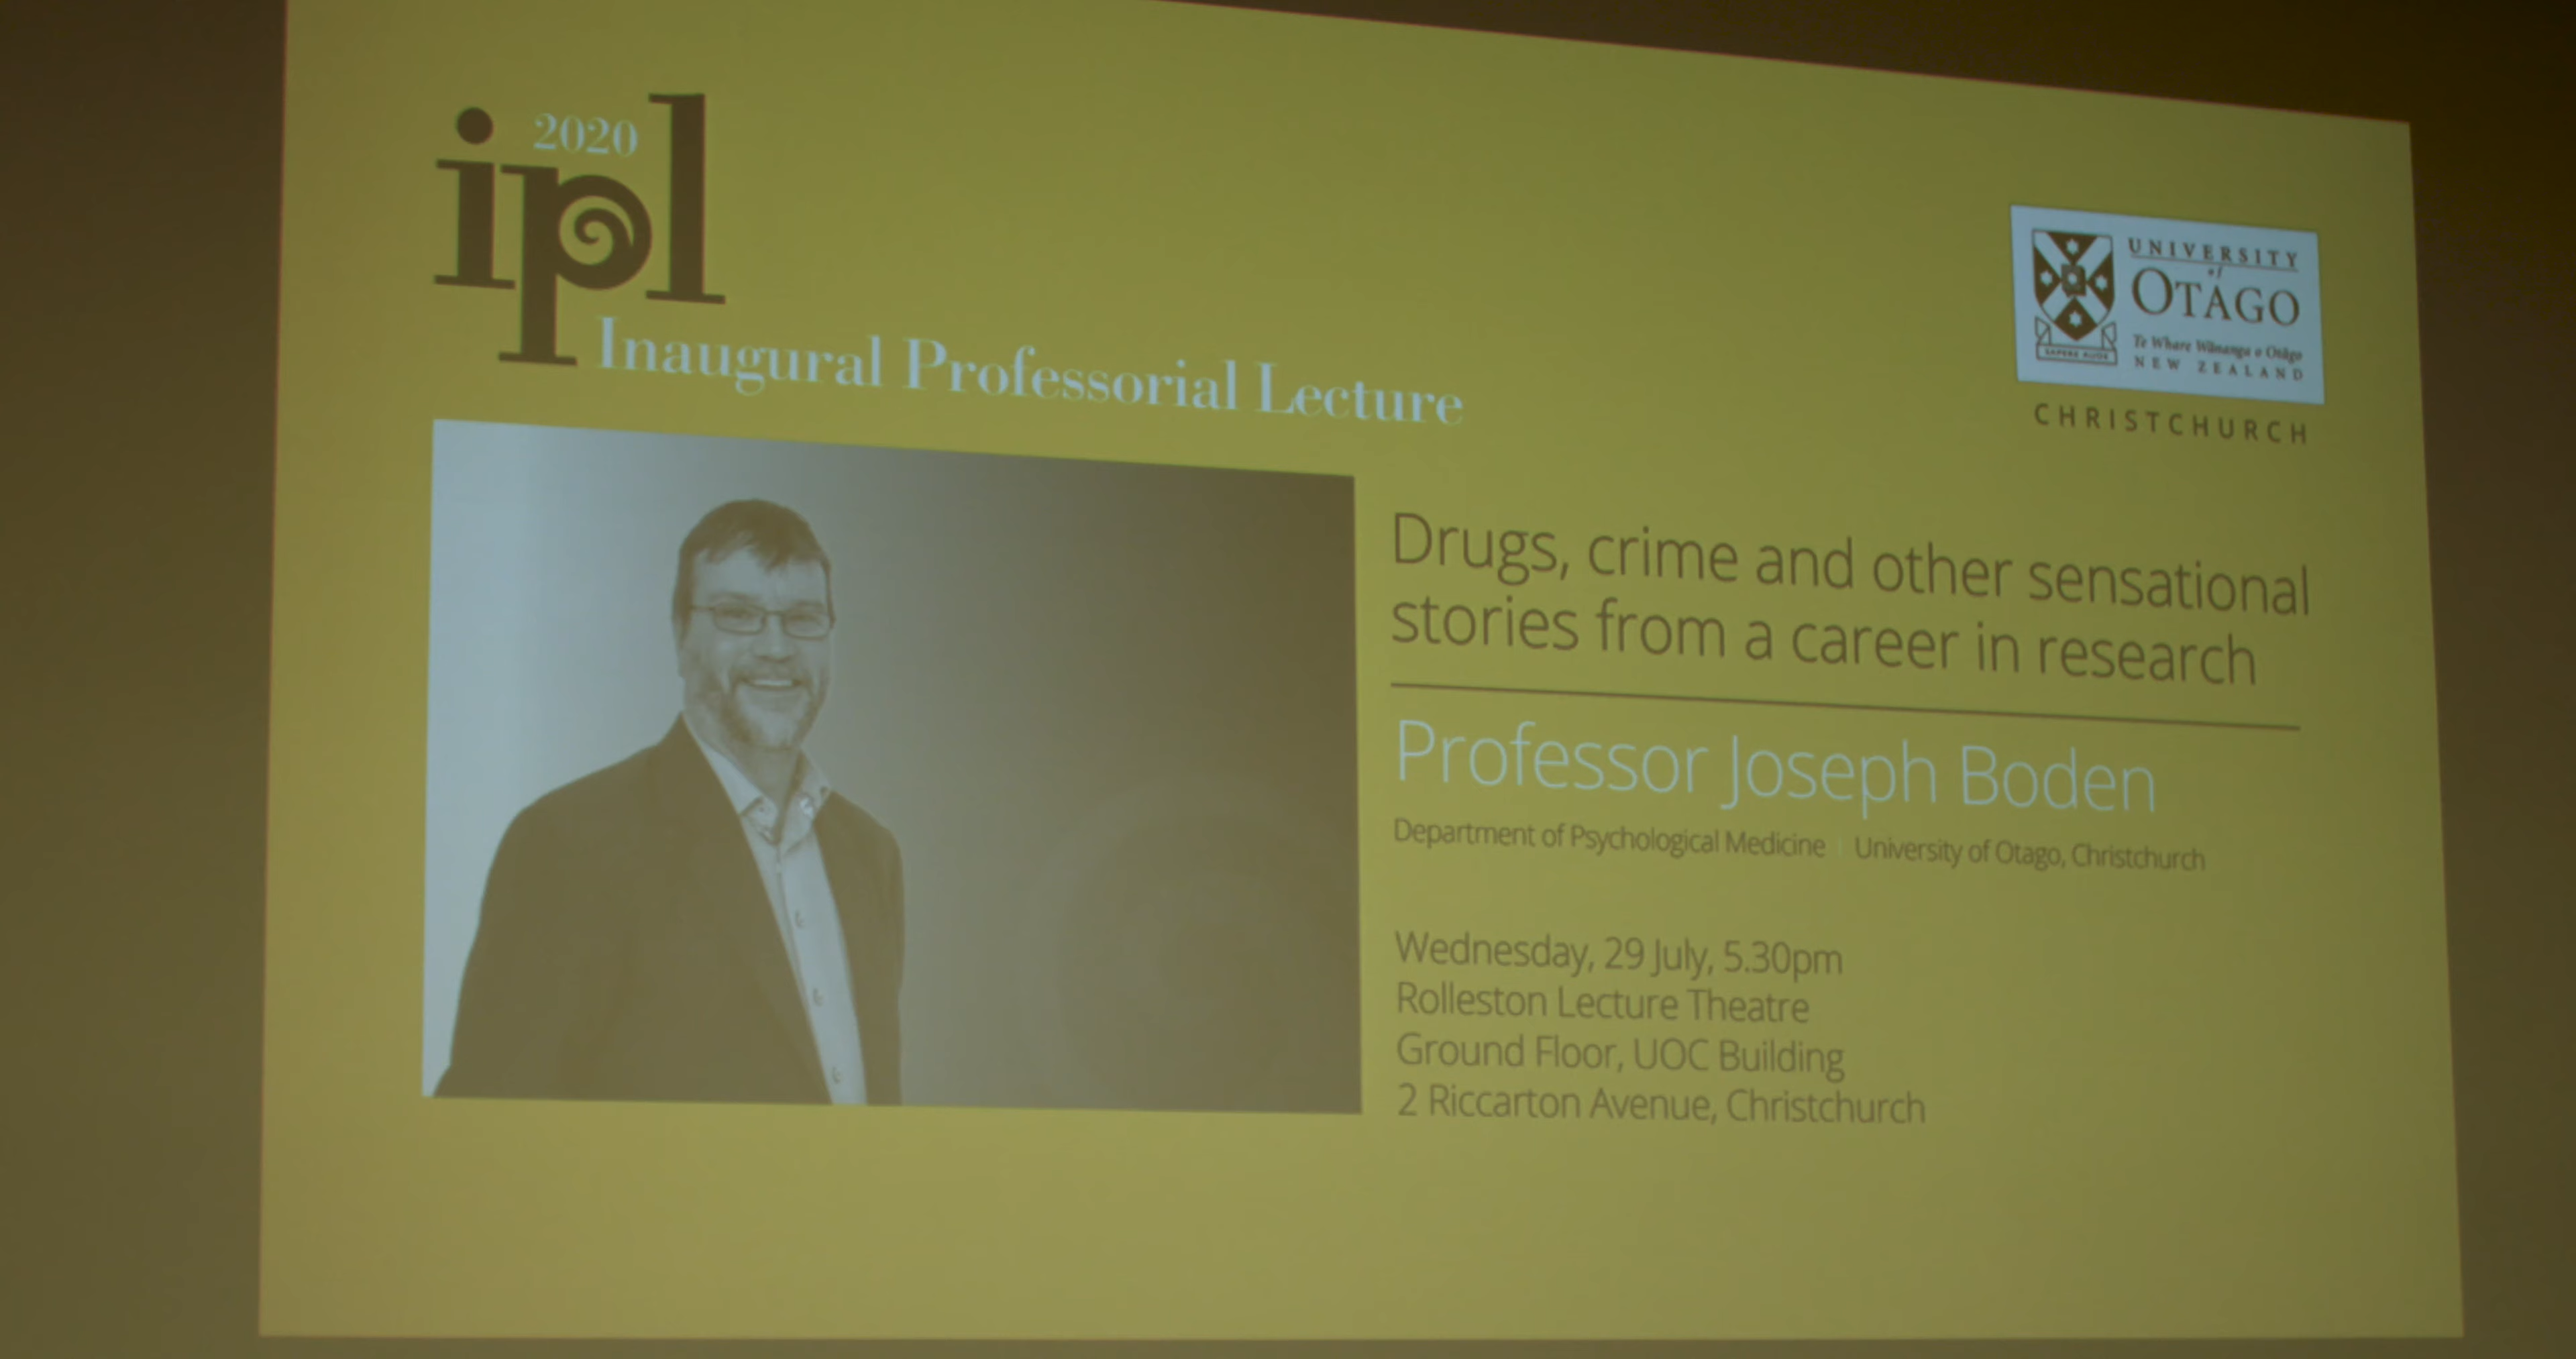 2020
ipl
Inaugural Professorial Lecture
UNIVERSITY
of
OTAGO
Te Whare Wānanga o Otāgo
NEW ZEALAND
SAPERE AUDE
CHRISTCHURCH
Drugs, crime and other sensational
stories from a career in research
Professor Joseph Boden
Department of Psychological Medicine University of Otago, Christchurch
Wednesday, 29 July, 5.30pm
Rolleston Lecture Theatre
Ground Floor, UOC Building
2 Riccarton Avenue, Christchurch